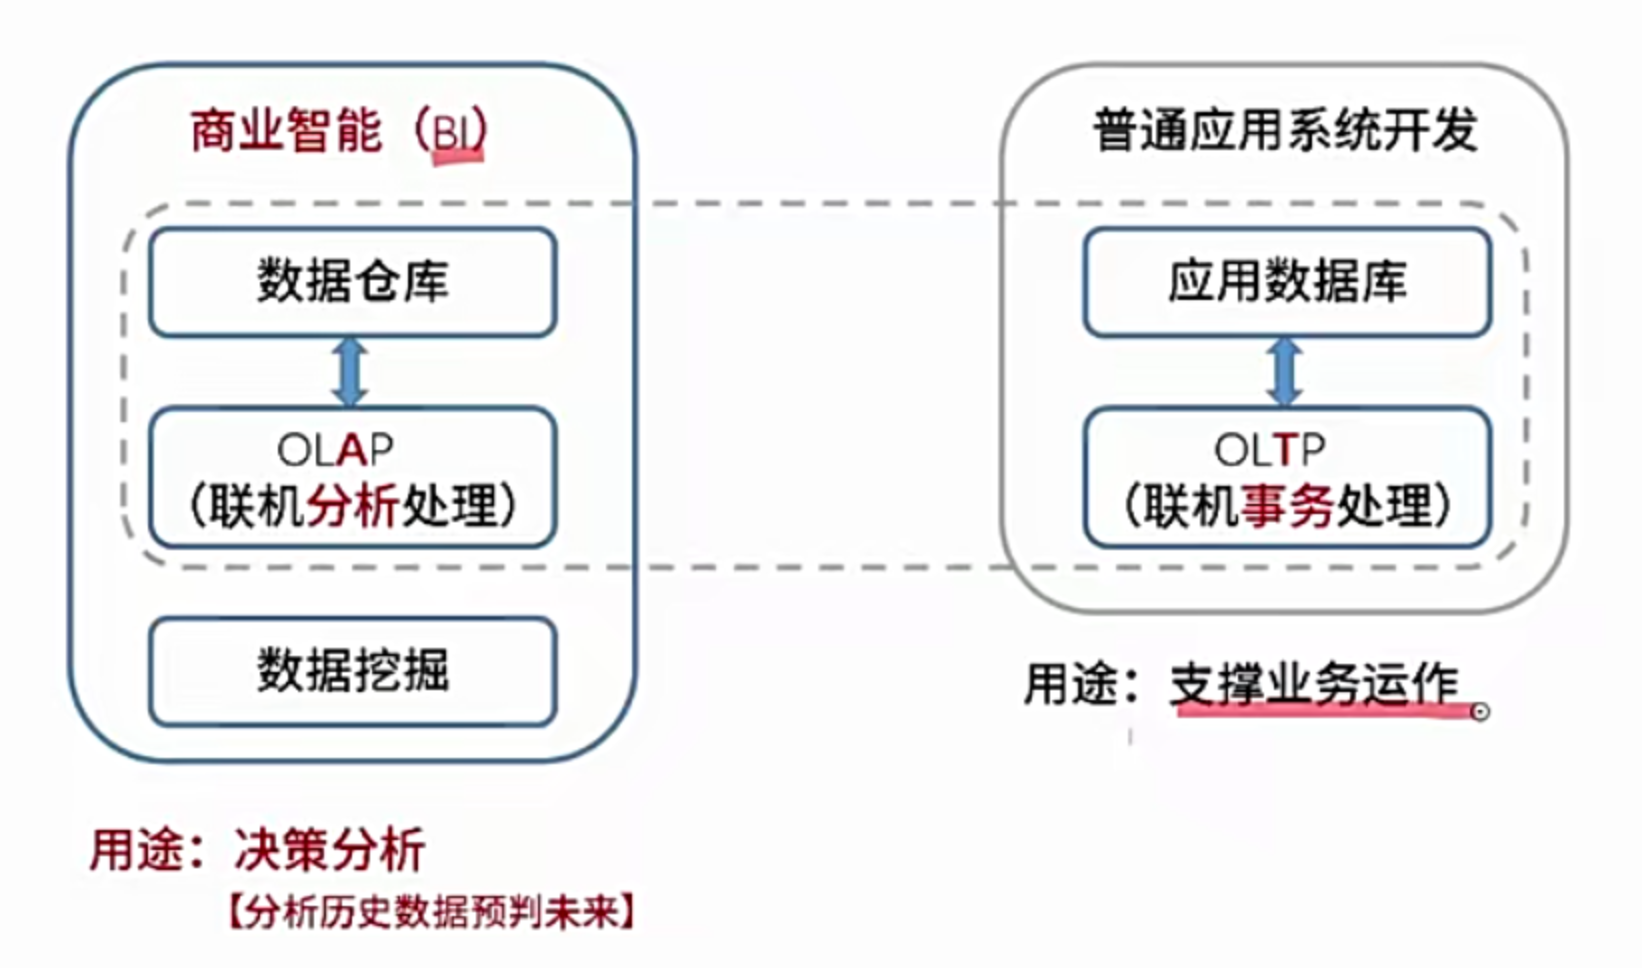 商业智能（BI）
数据仓库
OLAP
（联机分析处理）
数据挖掘
用途：决策分析
【分析历史数据预判未来】
普通应用系统开发
应用数据库
OLTP
（联机事务处理）
用途：支撑业务运作